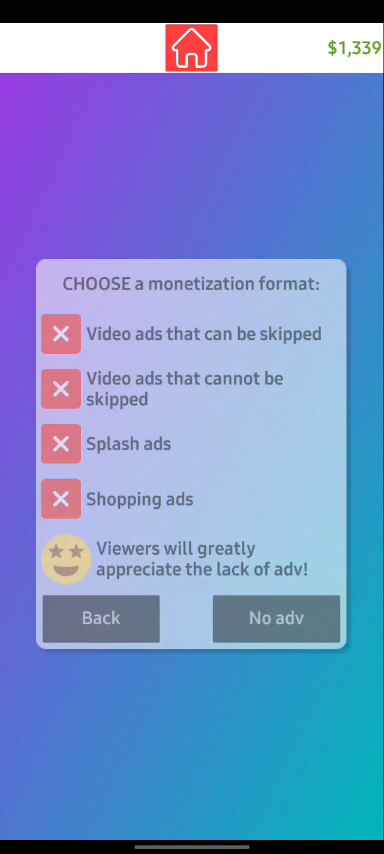 $1,339
CHOOSE a monetization format:
Video ads that can be skipped
Video ads that cannot be
skipped
Splash ads
Shopping ads
Viewers will greatly
appreciate the lack of adv!
Back
No adv